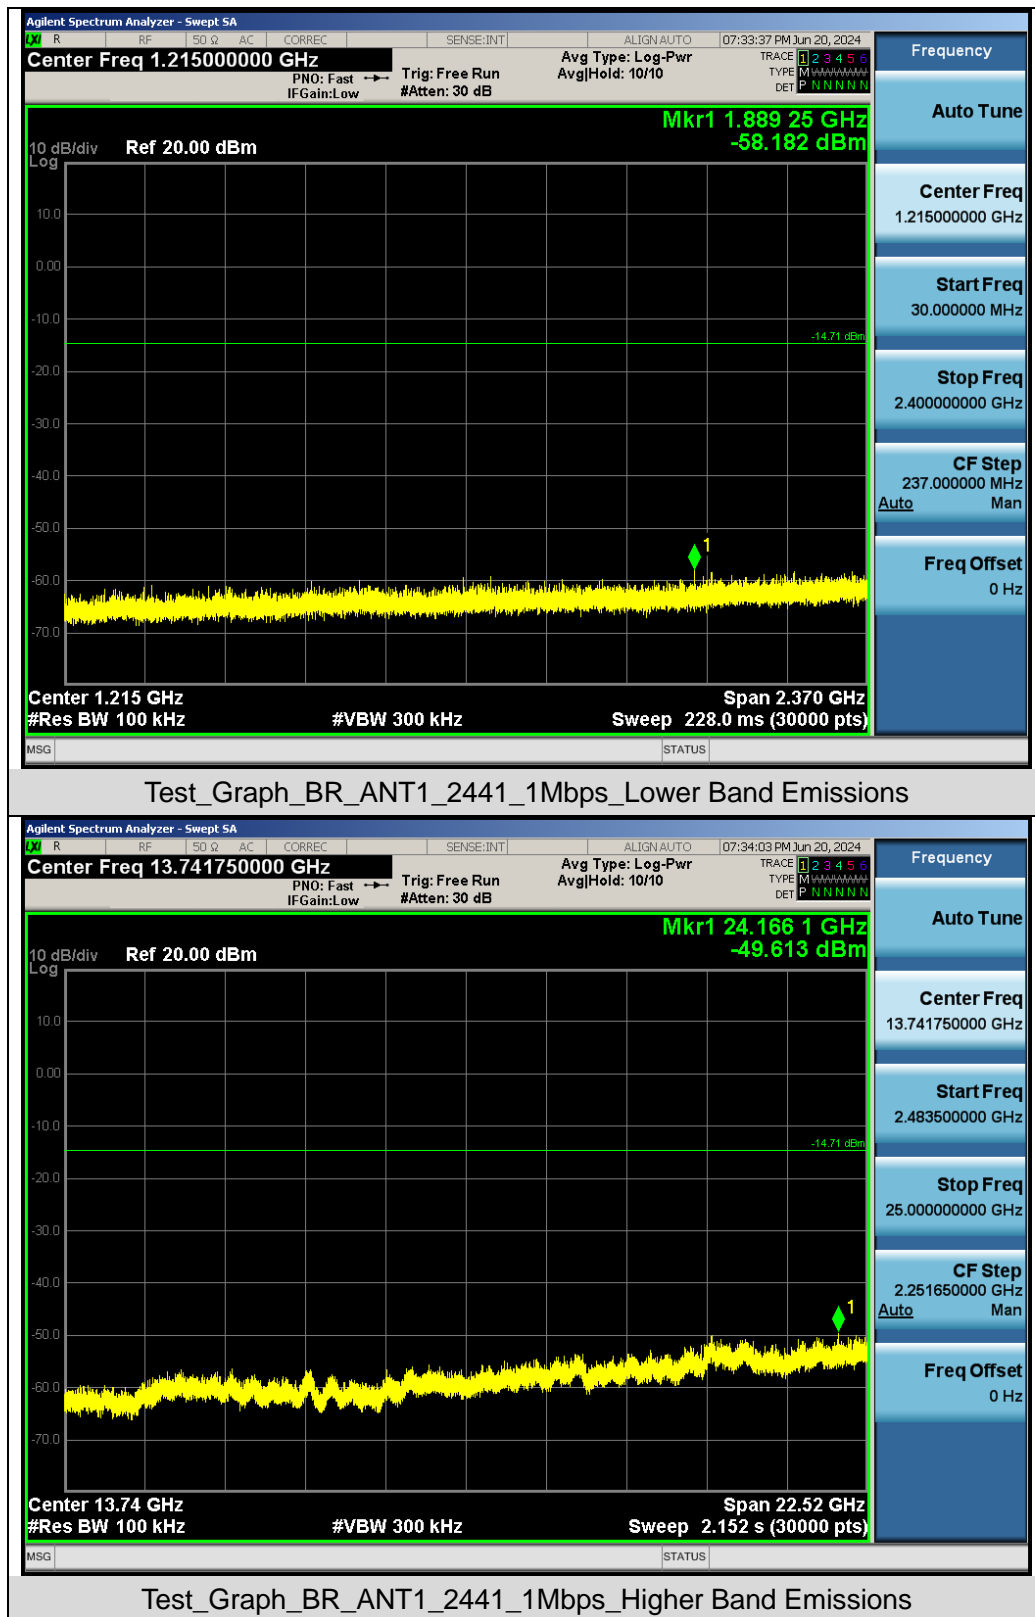 Agilent Spectrum Analyzer - Swept SA
LXI R RF 50 Ω AC CORREC SENSE:INT ALIGN AUTO 07:33:37 PM Jun 20, 2024
Center Freq 1.215000000 GHz
PNO: Fast
IFGain:Low
Trig: Free Run
#Atten: 30 dB
Avg Type: Log-Pwr
Avg|Hold: 10/10
TRACE 1 2 3 4 5 6
TYPE M
DET P N N N N N
Mkr1 1.889 25 GHz
-58.182 dBm
10 dB/div Ref 20.00 dBm
Log
10.0
0.00
-10.0
-14.71 dBm
-20.0
-30.0
-40.0
-50.0
1
-60.0
-70.0
Center 1.215 GHz Span 2.370 GHz
#Res BW 100 kHz #VBW 300 kHz Sweep 228.0 ms (30000 pts)
MSG STATUS
Frequency
Auto Tune
Center Freq
1.215000000 GHz
Start Freq
30.000000 MHz
Stop Freq
2.400000000 GHz
CF Step
237.000000 MHz
Auto Man
Freq Offset
0 Hz
Test_Graph_BR_ANT1_2441_1Mbps_Lower Band Emissions
Agilent Spectrum Analyzer - Swept SA
LXI R RF 50 Ω AC CORREC SENSE:INT ALIGN AUTO 07:34:03 PM Jun 20, 2024
Center Freq 13.741750000 GHz
PNO: Fast
IFGain:Low
Trig: Free Run
#Atten: 30 dB
Avg Type: Log-Pwr
Avg|Hold: 10/10
TRACE 1 2 3 4 5 6
TYPE M
DET P N N N N N
Mkr1 24.166 1 GHz
-49.613 dBm
10 dB/div Ref 20.00 dBm
Log
10.0
0.00
-10.0
-14.71 dBm
-20.0
-30.0
-40.0
1
-50.0
-60.0
-70.0
Center 13.74 GHz Span 22.52 GHz
#Res BW 100 kHz #VBW 300 kHz Sweep 2.152 s (30000 pts)
MSG STATUS
Frequency
Auto Tune
Center Freq
13.741750000 GHz
Start Freq
2.483500000 GHz
Stop Freq
25.000000000 GHz
CF Step
2.251650000 GHz
Auto Man
Freq Offset
0 Hz
Test_Graph_BR_ANT1_2441_1Mbps_Higher Band Emissions